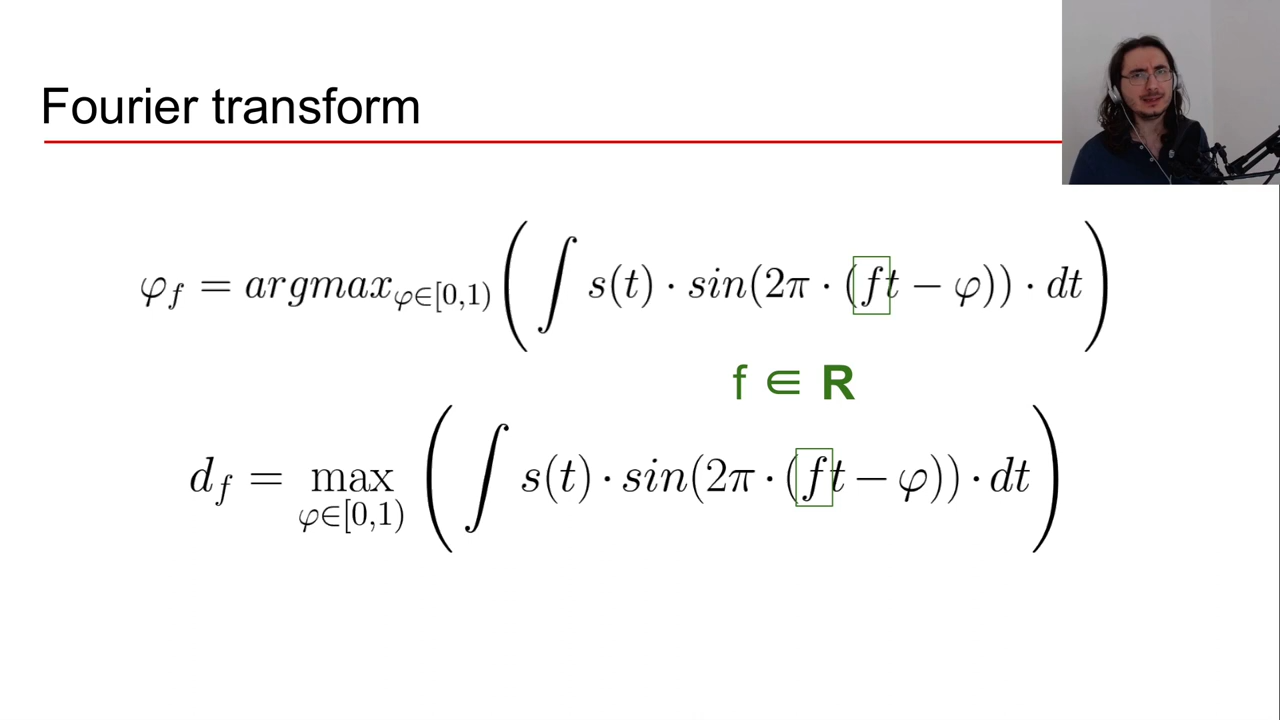 Fourier transform
φ_f = argmax_{φ∈[0,1)} ( ∫ s(t) · sin(2π · (ft − φ)) · dt )
f ∈ R
d_f = max_{φ∈[0,1)} ( ∫ s(t) · sin(2π · (ft − φ)) · dt )